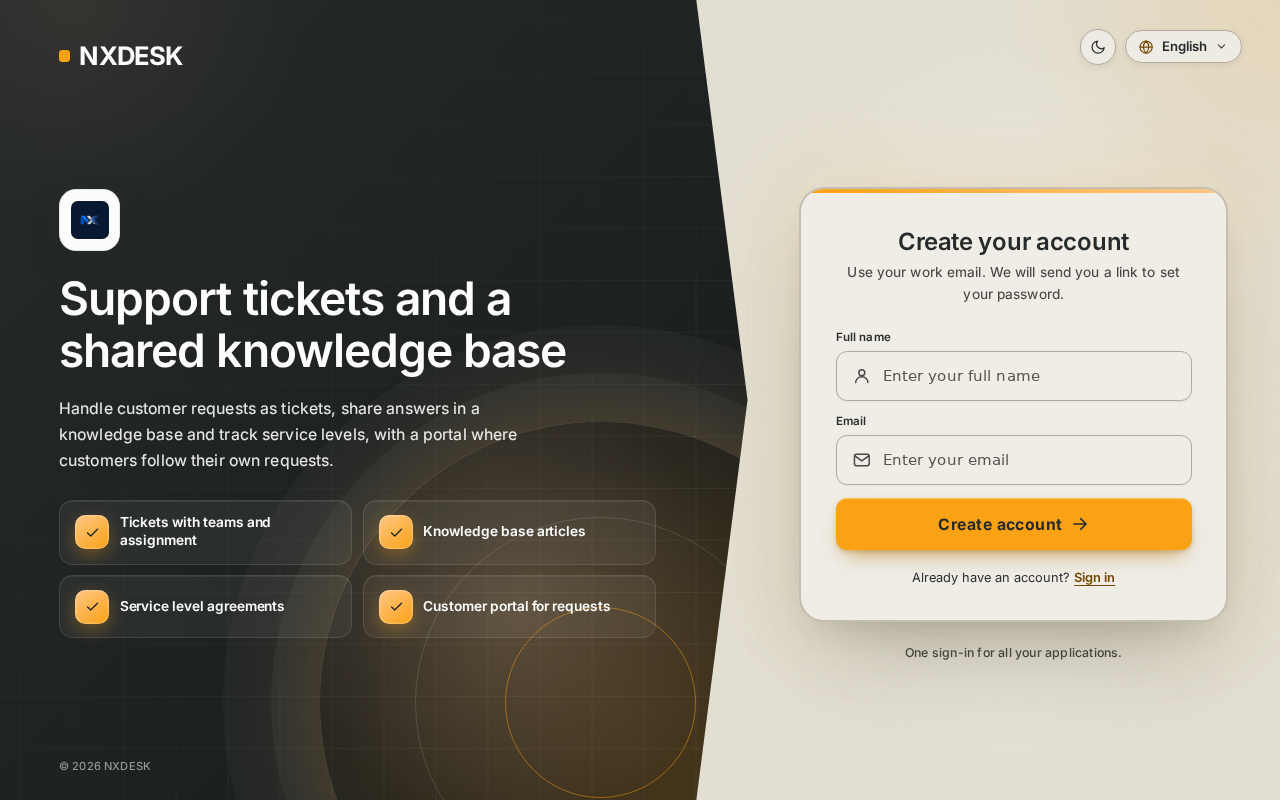 NXDESK
English
NX
Support tickets and a
shared knowledge base
Handle customer requests as tickets, share answers in a
knowledge base and track service levels, with a portal where
customers follow their own requests.
Tickets with teams and
assignment
Knowledge base articles
Service level agreements
Customer portal for requests
© 2026 NXDESK
Create your account
Use your work email. We will send you a link to set
your password.
Full name
Enter your full name
Email
Enter your email
Create account
Already have an account? Sign in
One sign-in for all your applications.